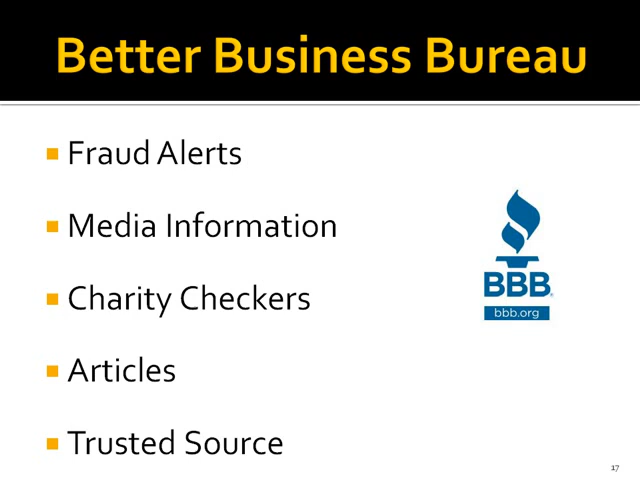 Better Business Bureau
Fraud Alerts
Media Information
Charity Checkers
Articles
Trusted Source
BBB
bbb.org
17